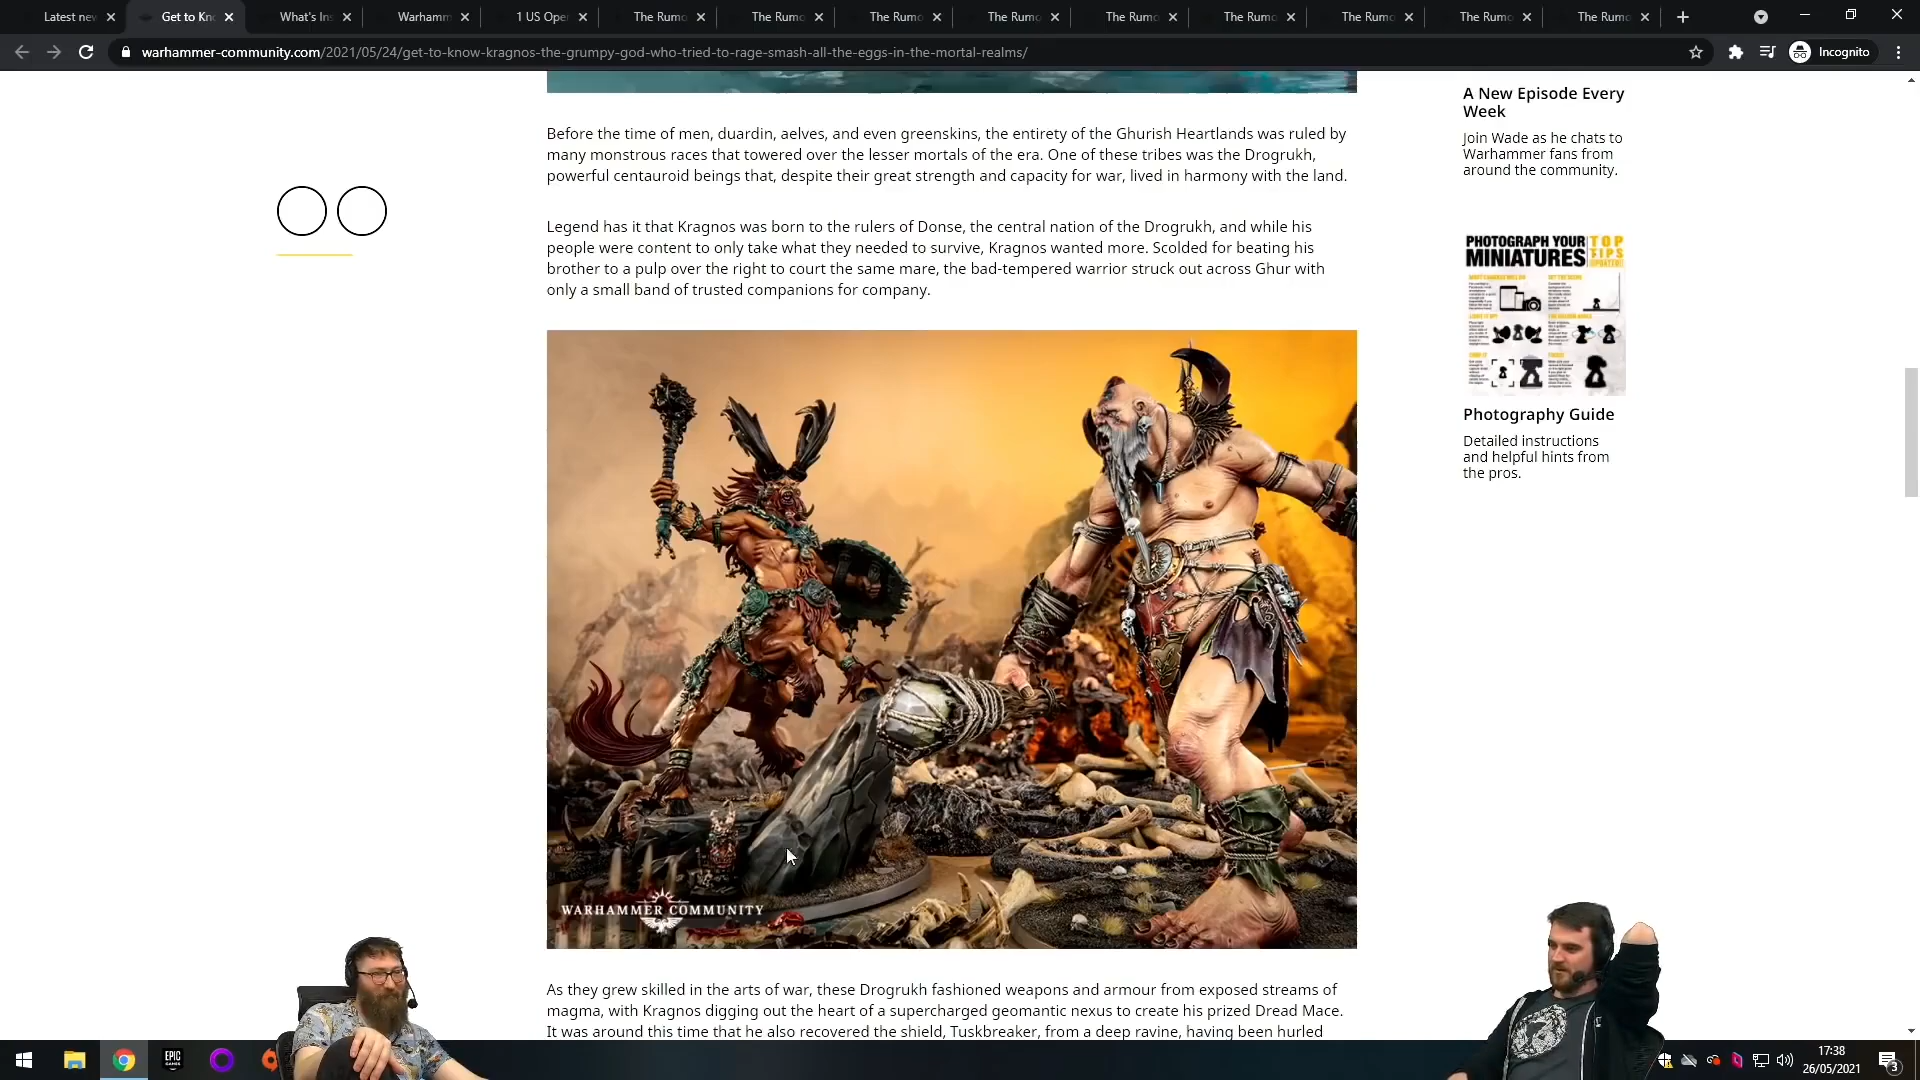 Latest new
Get to Kno
What's Ins
Warhamm
1 US Oper
The Rumo
The Rumo
The Rumo
The Rumo
The Rumo
The Rumo
The Rumo
The Rumo
The Rumo
warhammer-community.com/2021/05/24/get-to-know-kragnos-the-grumpy-god-who-tried-to-rage-smash-all-the-eggs-in-the-mortal-realms/
Incognito
Before the time of men, duardin, aelves, and even greenskins, the entirety of the Ghurish Heartlands was ruled by
many monstrous races that towered over the lesser mortals of the era. One of these tribes was the Drogrukh,
powerful centauroid beings that, despite their great strength and capacity for war, lived in harmony with the land.
Legend has it that Kragnos was born to the rulers of Donse, the central nation of the Drogrukh, and while his
people were content to only take what they needed to survive, Kragnos wanted more. Scolded for beating his
brother to a pulp over the right to court the same mare, the bad-tempered warrior struck out across Ghur with
only a small band of trusted companions for company.
WARHAMMER COMMUNITY
As they grew skilled in the arts of war, these Drogrukh fashioned weapons and armour from exposed streams of
magma, with Kragnos digging out the heart of a supercharged geomantic nexus to create his prized Dread Mace.
It was around this time that he also recovered the shield, Tuskbreaker, from a deep ravine, having been hurled
A New Episode Every
Week
Join Wade as he chats to
Warhammer fans from
around the community.
PHOTOGRAPH YOUR
MINIATURES
TOP
TIPS
UPDATED!
Photography Guide
Detailed instructions
and helpful hints from
the pros.
EPIC
GAMES
17:38
26/05/2021
3